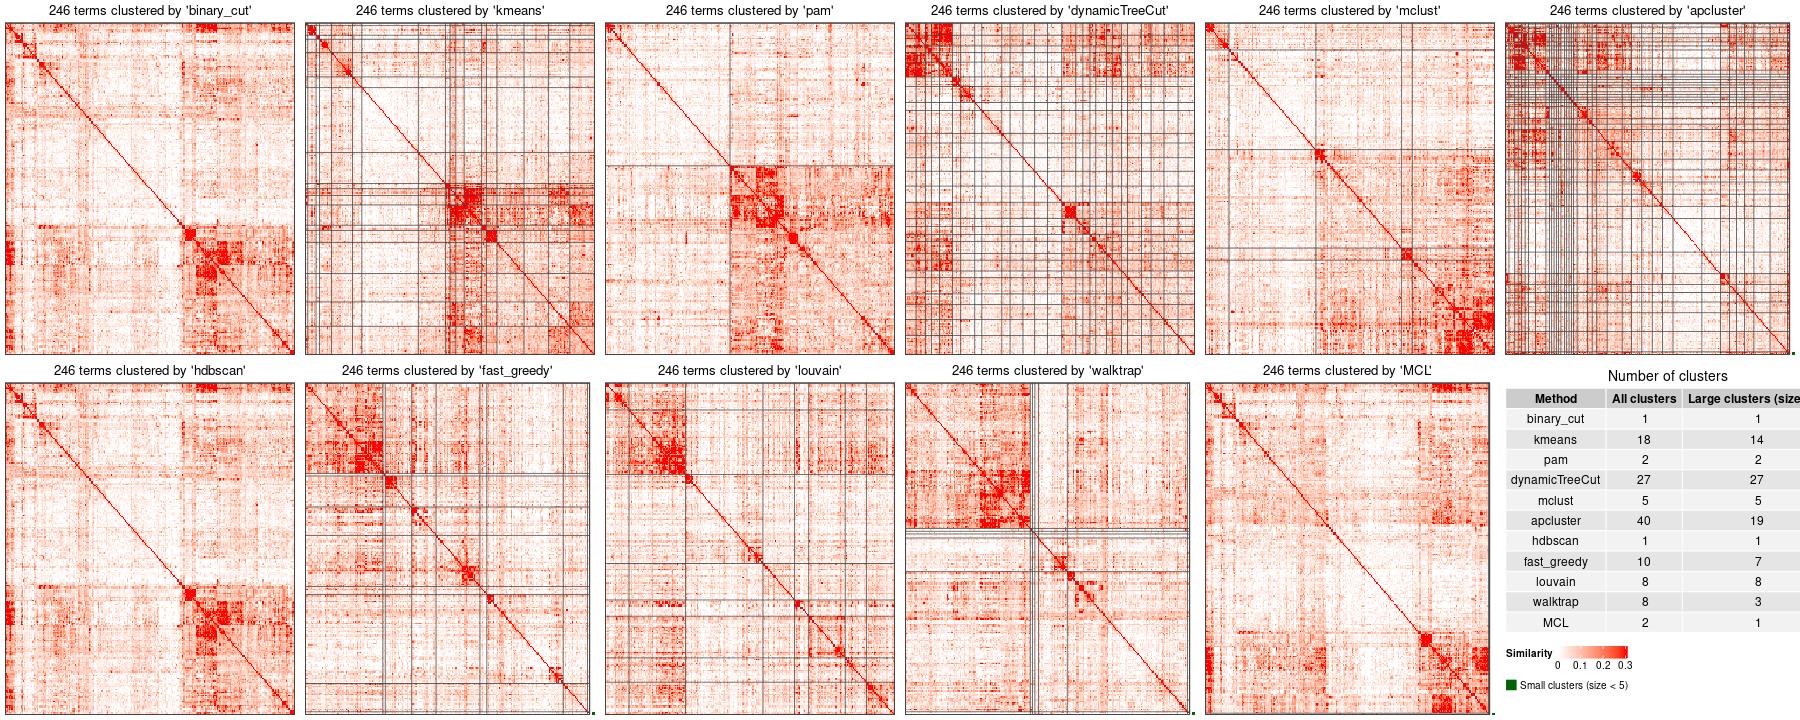 246 terms clustered by 'binary_cut'
246 terms clustered by 'kmeans'
246 terms clustered by 'pam'
246 terms clustered by 'dynamicTreeCut'
246 terms clustered by 'mclust'
246 terms clustered by 'apcluster'
246 terms clustered by 'hdbscan'
246 terms clustered by 'fast_greedy'
246 terms clustered by 'louvain'
246 terms clustered by 'walktrap'
246 terms clustered by 'MCL'
Number of clusters
Method All clusters Large clusters (size
binary_cut 1 1
kmeans 18 14
pam 2 2
dynamicTreeCut 27 27
mclust 5 5
apcluster 40 19
hdbscan 1 1
fast_greedy 10 7
louvain 8 8
walktrap 8 3
MCL 2 1
Similarity
0 0.1 0.2 0.3
Small clusters (size < 5)